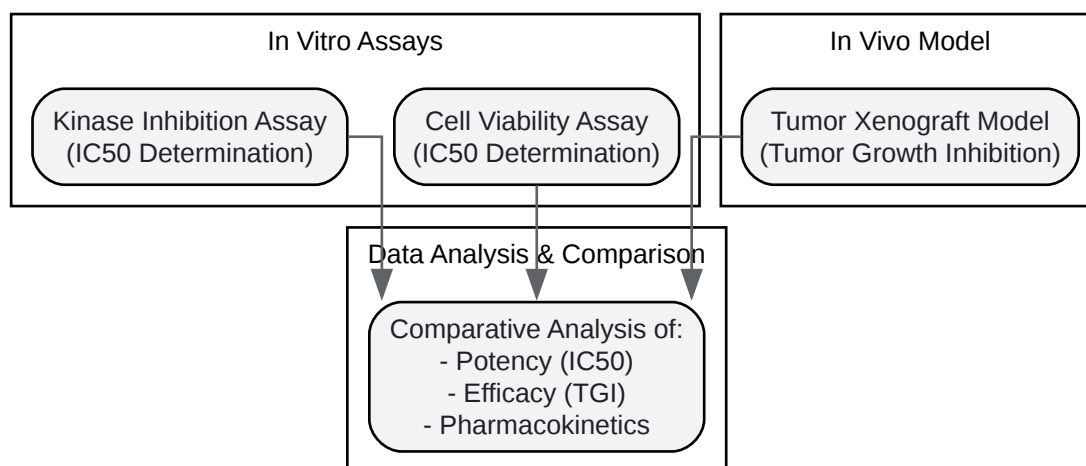 In Vitro Assays
Kinase Inhibition Assay
(IC50 Determination)
Cell Viability Assay
(IC50 Determination)
In Vivo Model
Tumor Xenograft Model
(Tumor Growth Inhibition)
Data Analysis & Comparison
Comparative Analysis of:
- Potency (IC50)
- Efficacy (TGI)
- Pharmacokinetics